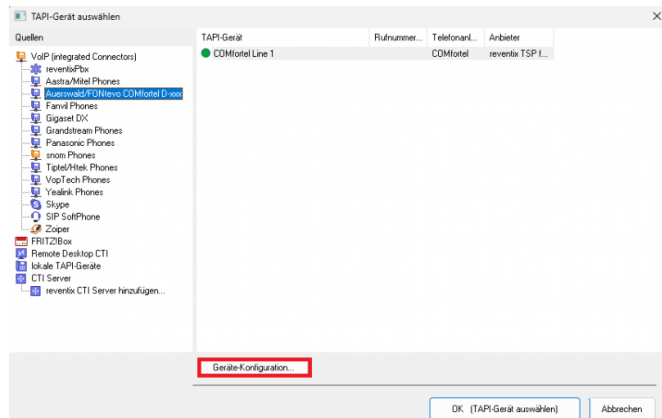 TAPI-Gerät auswählen
Quellen
VoIP (integrated Connectors)
reventixPbx
Aastra/Mitel Phones
Auerswald/FONtevo COMfortel D-xxx
Fanvil Phones
Gigaset DX
Grandstream Phones
Panasonic Phones
snom Phones
Tiptel/Htek Phones
VopTech Phones
Yealink Phones
Skype
SIP SoftPhone
Zoiper
FRITZ!Box
Remote Desktop CTI
lokale TAPI-Geräte
CTI Server
reventix CTI Server hinzufügen...
TAPI-Gerät Rufnummer... Telefonanl... Anbieter
COMfortel Line 1 COMfortel reventix TSP f...
Geräte-Konfiguration...
OK (TAPI-Gerät auswählen) Abbrechen